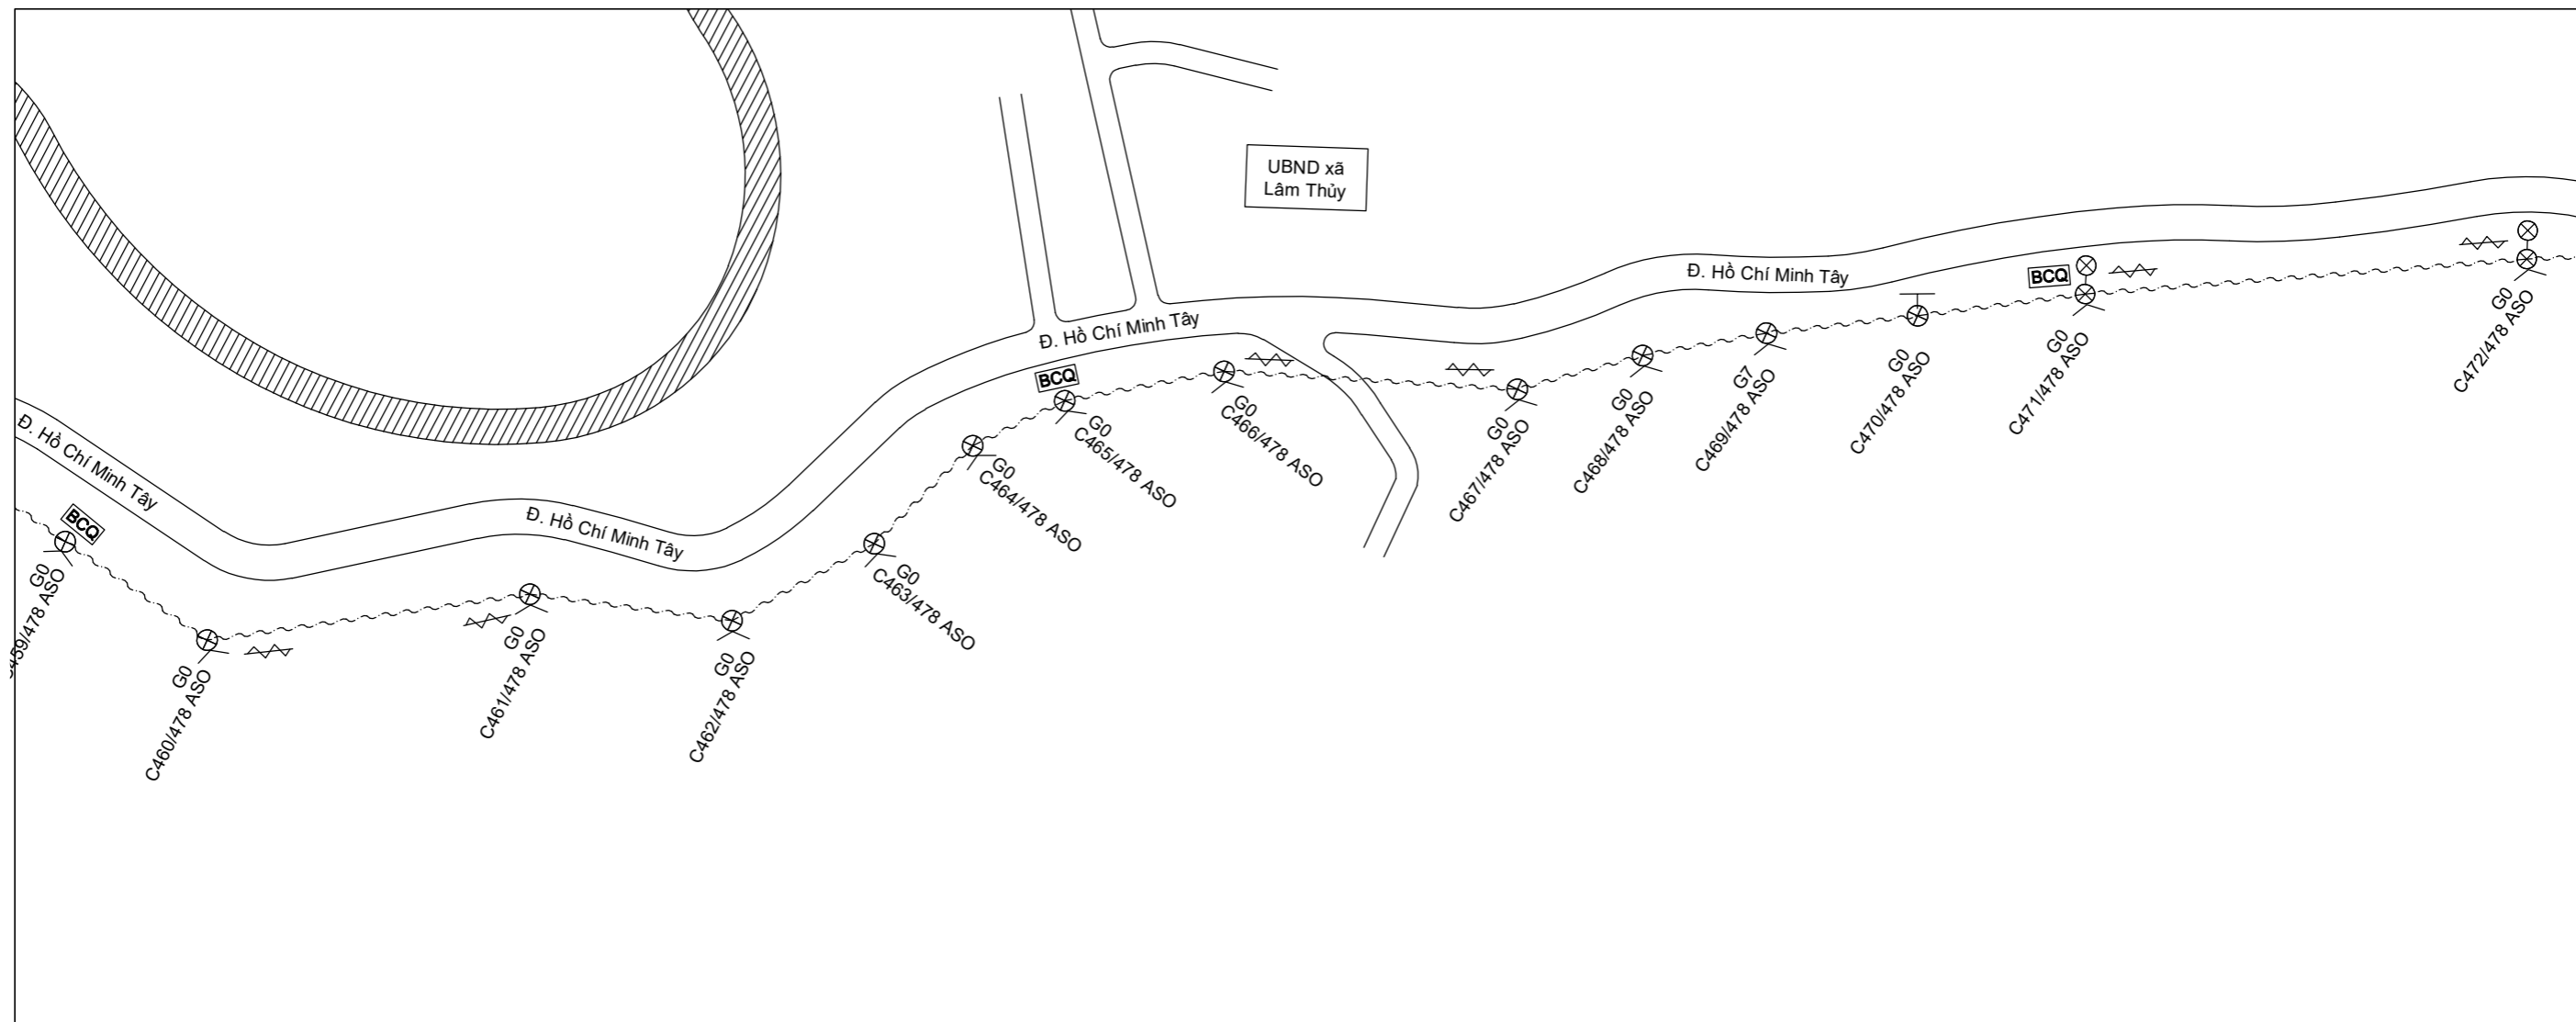 UBND xã
Lâm Thủy
Đ. Hồ Chí Minh Tây
BCQ
G0
C459/478 ASO
G0
C460/478 ASO
Đ. Hồ Chí Minh Tây
G0
C461/478 ASO
G0
C462/478 ASO
G0
C463/478 ASO
G0
C464/478 ASO
Đ. Hồ Chí Minh Tây
BCQ
G0
C465/478 ASO
G0
C466/478 ASO
G0
C467/478 ASO
G0
C468/478 ASO
Đ. Hồ Chí Minh Tây
G7
C469/478 ASO
G0
C470/478 ASO
BCQ
G0
C471/478 ASO
G0
C472/478 ASO